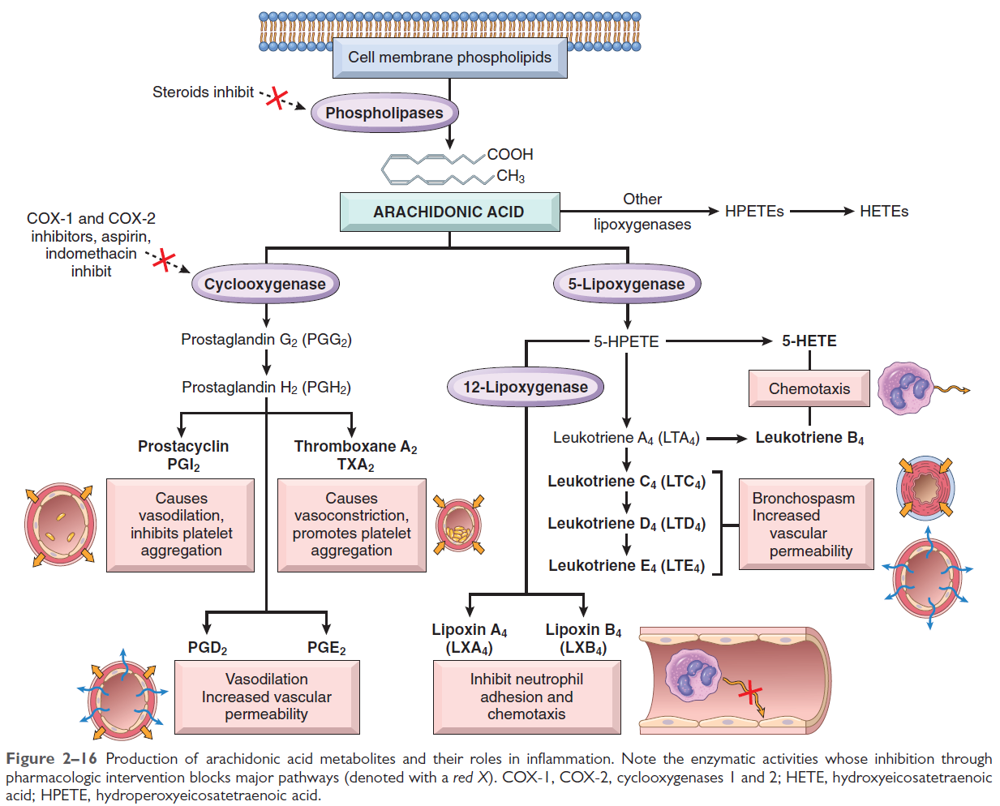 Cell membrane phospholipids
Steroids inhibit
Phospholipases
COOH
CH3
ARACHIDONIC ACID
Other
lipoxygenases
HPETEs
HETEs
COX-1 and COX-2
inhibitors, aspirin,
indomethacin
inhibit
Cyclooxygenase
5-Lipoxygenase
Prostaglandin G2 (PGG2)
5-HPETE
5-HETE
Prostaglandin H2 (PGH2)
12-Lipoxygenase
Chemotaxis
Leukotriene A4 (LTA4)
Leukotriene B4
Prostacyclin
PGI2
Thromboxane A2
TXA2
Causes
vasodilation,
inhibits platelet
aggregation
Causes
vasoconstriction,
promotes platelet
aggregation
Leukotriene C4 (LTC4)
Leukotriene D4 (LTD4)
Leukotriene E4 (LTE4)
Bronchospasm
Increased
vascular
permeability
PGD2
PGE2
Vasodilation
Increased vascular
permeability
Lipoxin A4
(LXA4)
Lipoxin B4
(LXB4)
Inhibit neutrophil
adhesion and
chemotaxis
Figure 2–16 Production of arachidonic acid metabolites and their roles in inflammation. Note the enzymatic activities whose inhibition through
pharmacologic intervention blocks major pathways (denoted with a red X). COX-1, COX-2, cyclooxygenases 1 and 2; HETE, hydroxyeicosatetraenoic
acid; HPETE, hydroperoxyeicosatetraenoic acid.